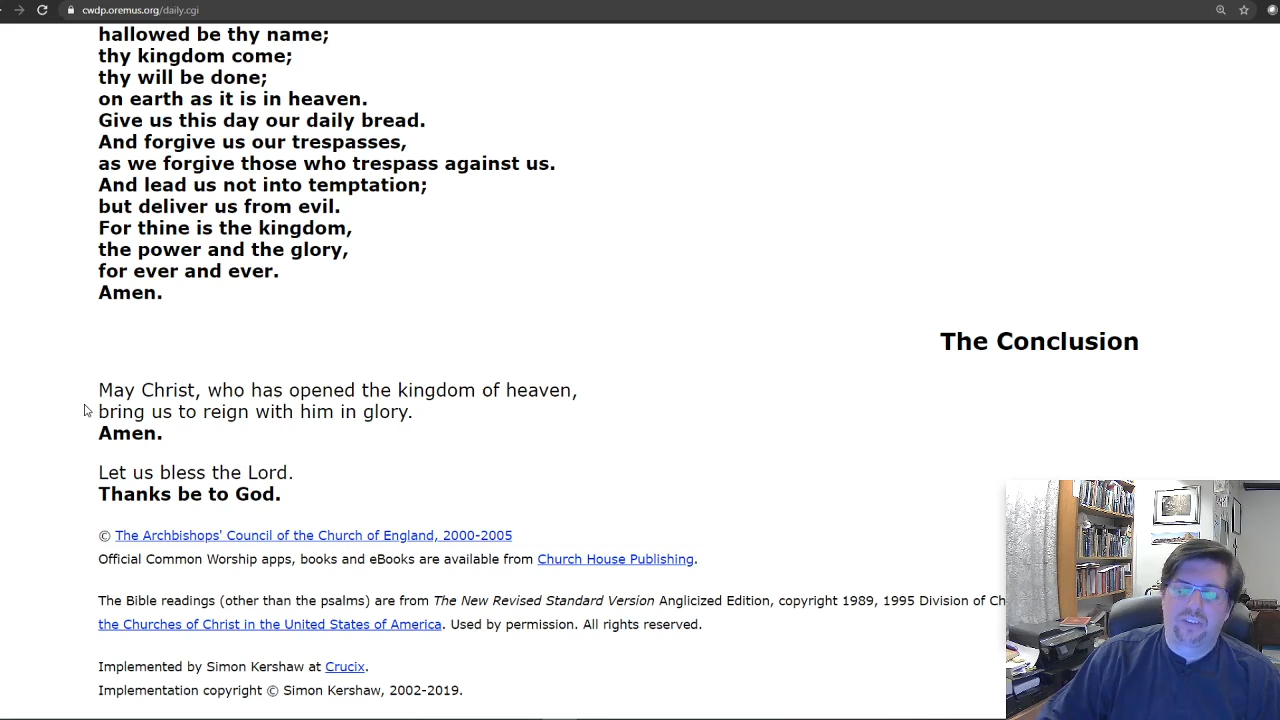 cwdp.oremus.org/daily.cgi
hallowed be thy name;
thy kingdom come;
thy will be done;
on earth as it is in heaven.
Give us this day our daily bread.
And forgive us our trespasses,
as we forgive those who trespass against us.
And lead us not into temptation;
but deliver us from evil.
For thine is the kingdom,
the power and the glory,
for ever and ever.
Amen.
The Conclusion
May Christ, who has opened the kingdom of heaven,
bring us to reign with him in glory.
Amen.
Let us bless the Lord.
Thanks be to God.
© The Archbishops' Council of the Church of England, 2000-2005
Official Common Worship apps, books and eBooks are available from Church House Publishing.
The Bible readings (other than the psalms) are from The New Revised Standard Version Anglicized Edition, copyright 1989, 1995 Division of Ch
the Churches of Christ in the United States of America. Used by permission. All rights reserved.
Implemented by Simon Kershaw at Crucix.
Implementation copyright © Simon Kershaw, 2002-2019.